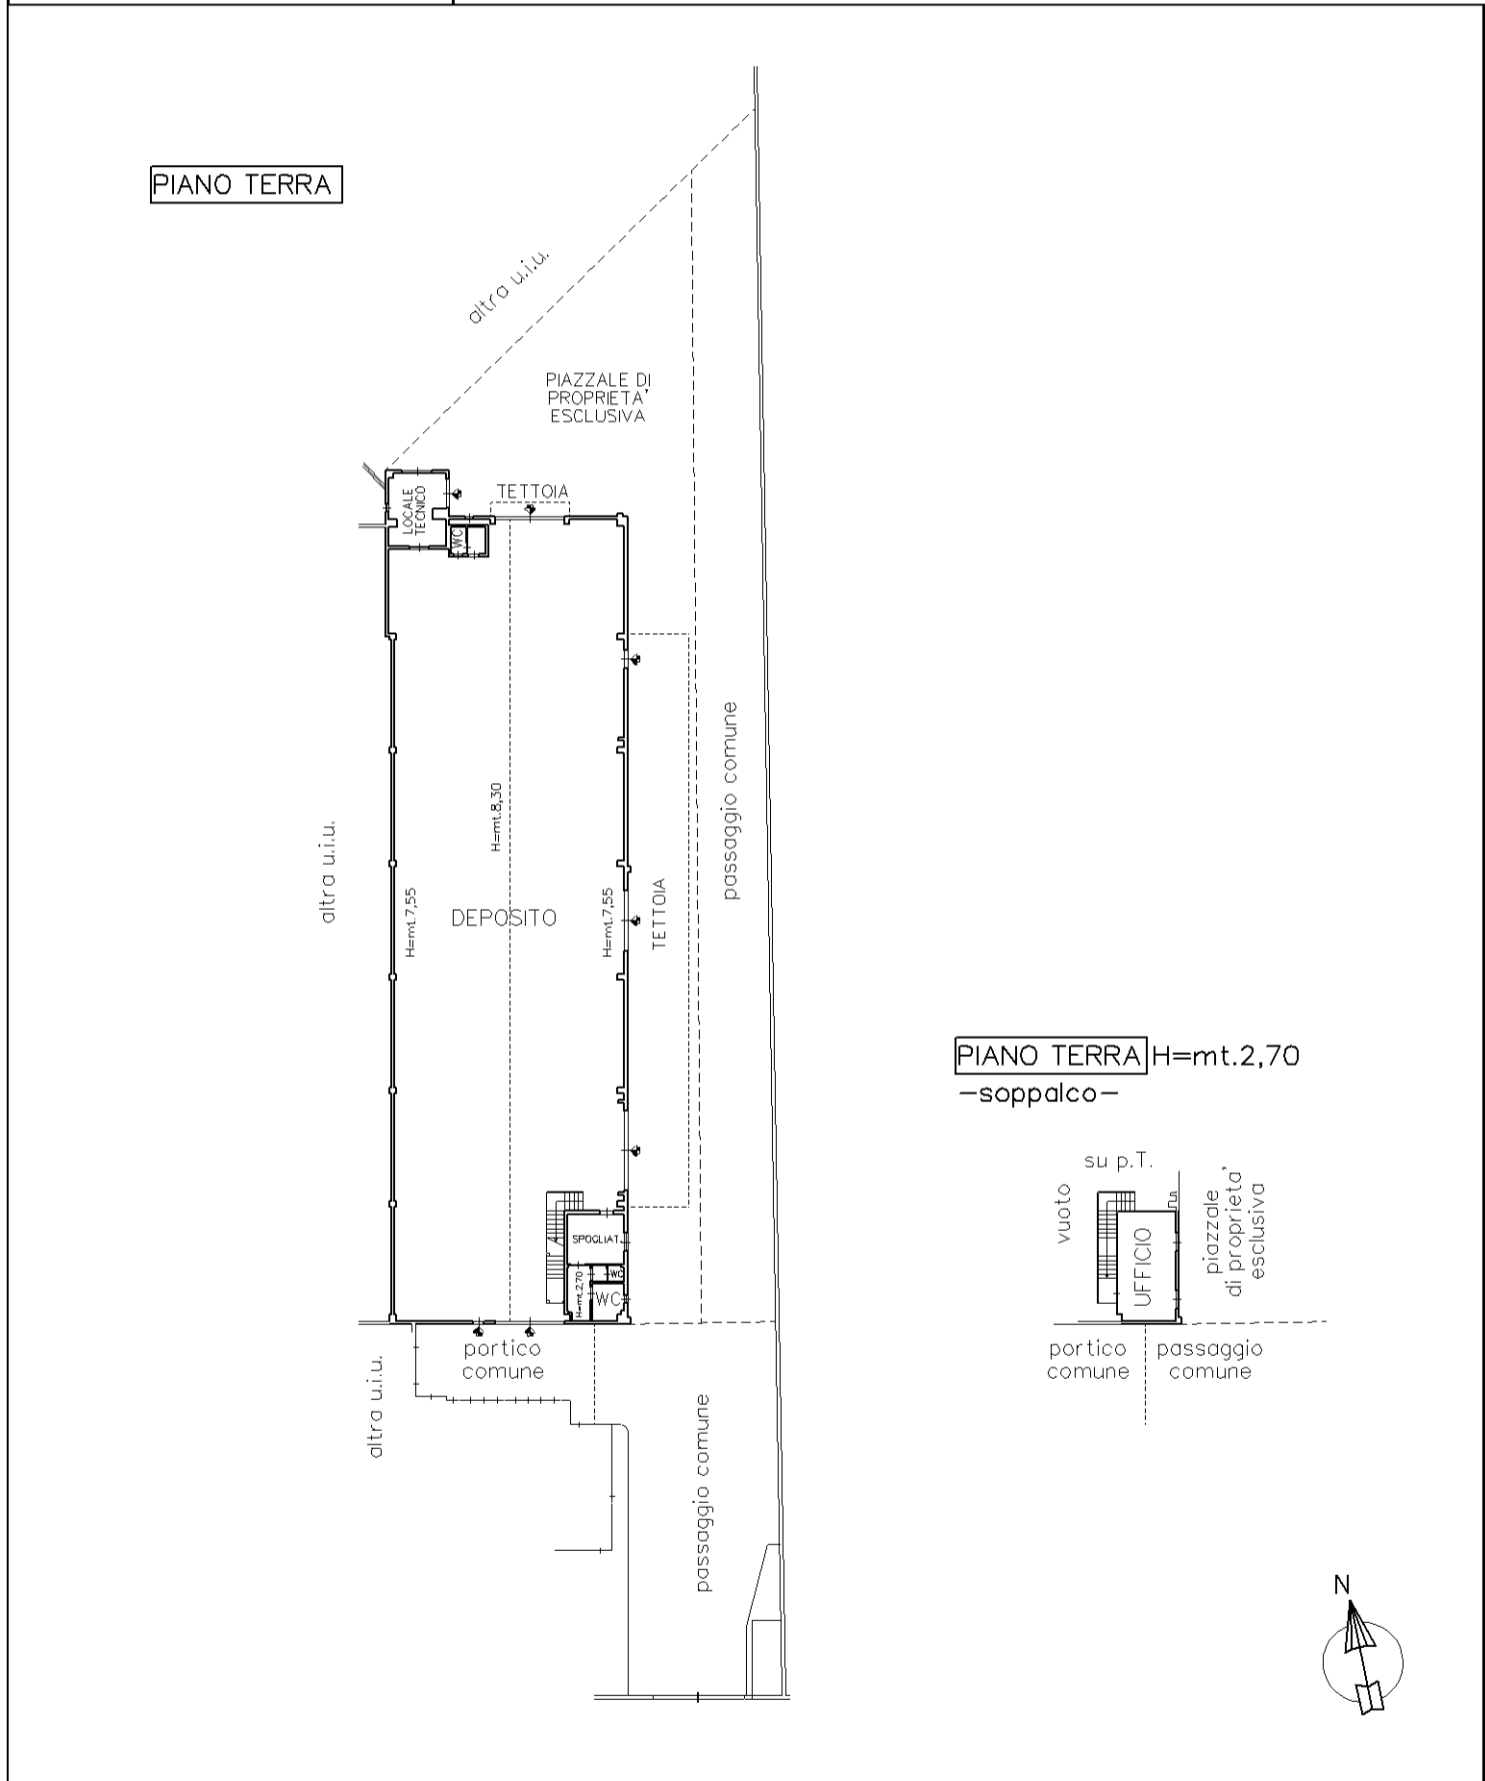 PIANO TERRA
altra u.i.u.
PIAZZALE DI
PROPRIETA'
ESCLUSIVA
LOCALE
TECNICO
TETTOIA
WC
H=mt.8,30
passaggio comune
altra u.i.u.
H=mt.7,55
DEPOSITO
H=mt.7,55
TETTOIA
PIANO TERRA H=mt.2,70
-soppalco-
su p.T.
vuoto
UFFICIO
piazzale
di proprieta'
esclusiva
SPOGLIAT.
H=mt.2,70
WC
WC
portico
comune
portico
comune
passaggio
comune
altra u.i.u.
passaggio comune
N